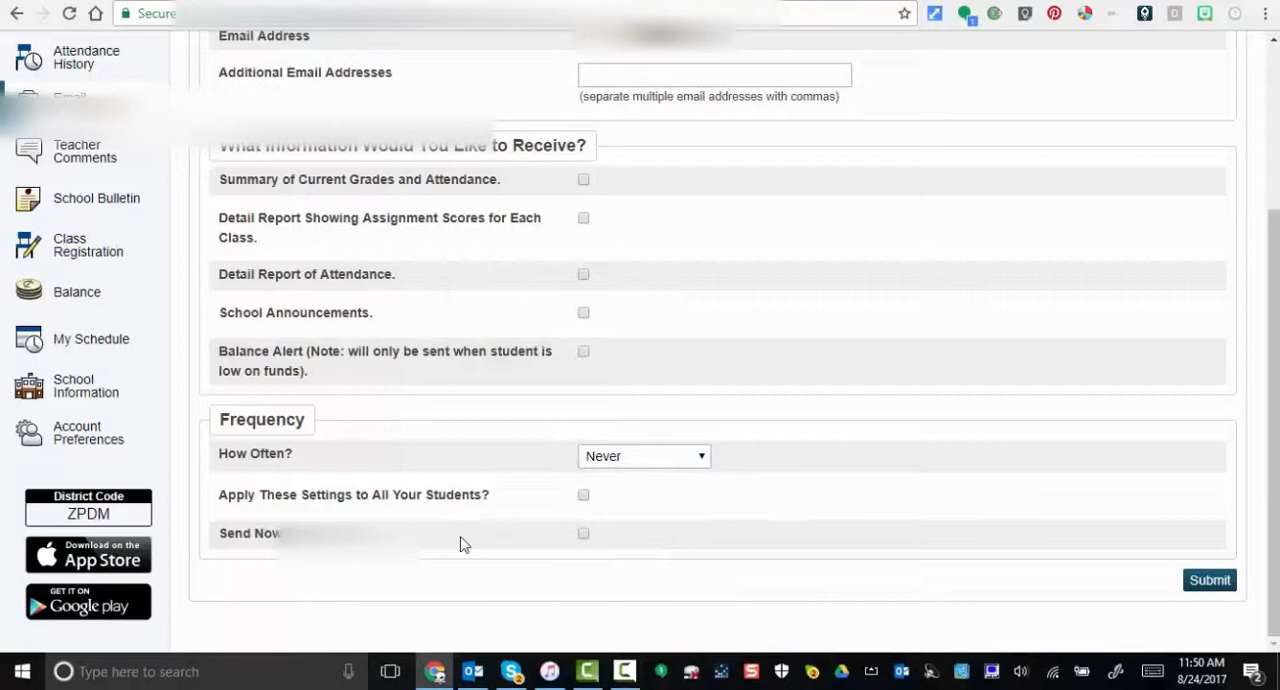 Secure
Email Address
Attendance
History
Additional Email Addresses
(separate multiple email addresses with commas)
Email
What Information Would You Like to Receive?
Teacher
Comments
Summary of Current Grades and Attendance.
School Bulletin
Detail Report Showing Assignment Scores for Each
Class.
Class
Registration
Detail Report of Attendance.
Balance
School Announcements.
My Schedule
Balance Alert (Note: will only be sent when student is
low on funds).
School
Information
Frequency
Account
Preferences
How Often?
Never
Apply These Settings to All Your Students?
District Code
ZPDM
Send Now
Download on the
App Store
Submit
GET IT ON
Google play
Type here to search
11:50 AM
8/24/2017
2